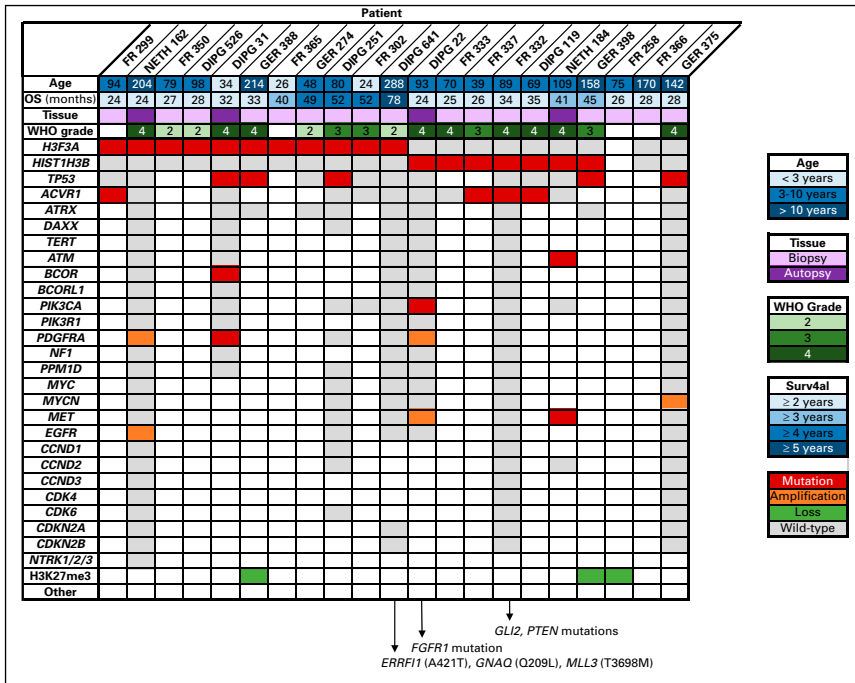 Patient
FR 299 NETH 162 FR 350 DIPG 526 DIPG 31 GER 388 FR 365 GER 274 DIPG 251 FR 302 DIPG 641 DIPG 22 FR 333 FR 337 FR 332 DIPG 119 NETH 184 GER 398 FR 258 FR 366 GER 375
Age 94 204 79 98 34 214 26 48 80 24 288 93 70 39 89 69 109 158 75 170 142
OS (months) 24 24 27 28 32 33 40 49 52 52 78 24 25 26 34 35 41 45 26 28 28
Tissue
WHO grade 4 2 2 4 4 2 3 3 2 4 4 3 4 4 4 3 4
H3F3A
HIST1H3B
TP53
ACVR1
ATRX
DAXX
TERT
ATM
BCOR
BCORL1
PIK3CA
PIK3R1
PDGFRA
NF1
PPM1D
MYC
MYCN
MET
EGFR
CCND1
CCND2
CCND3
CDK4
CDK6
CDKN2A
CDKN2B
NTRK1/2/3
H3K27me3
Other
GLI2, PTEN mutations
FGFR1 mutation
ERRFI1 (A421T), GNAQ (Q209L), MLL3 (T3698M)
Age
< 3 years
3-10 years
> 10 years
Tissue
Biopsy
Autopsy
WHO Grade
2
3
4
Surv4al
≥ 2 years
≥ 3 years
≥ 4 years
≥ 5 years
Mutation
Amplification
Loss
Wild-type